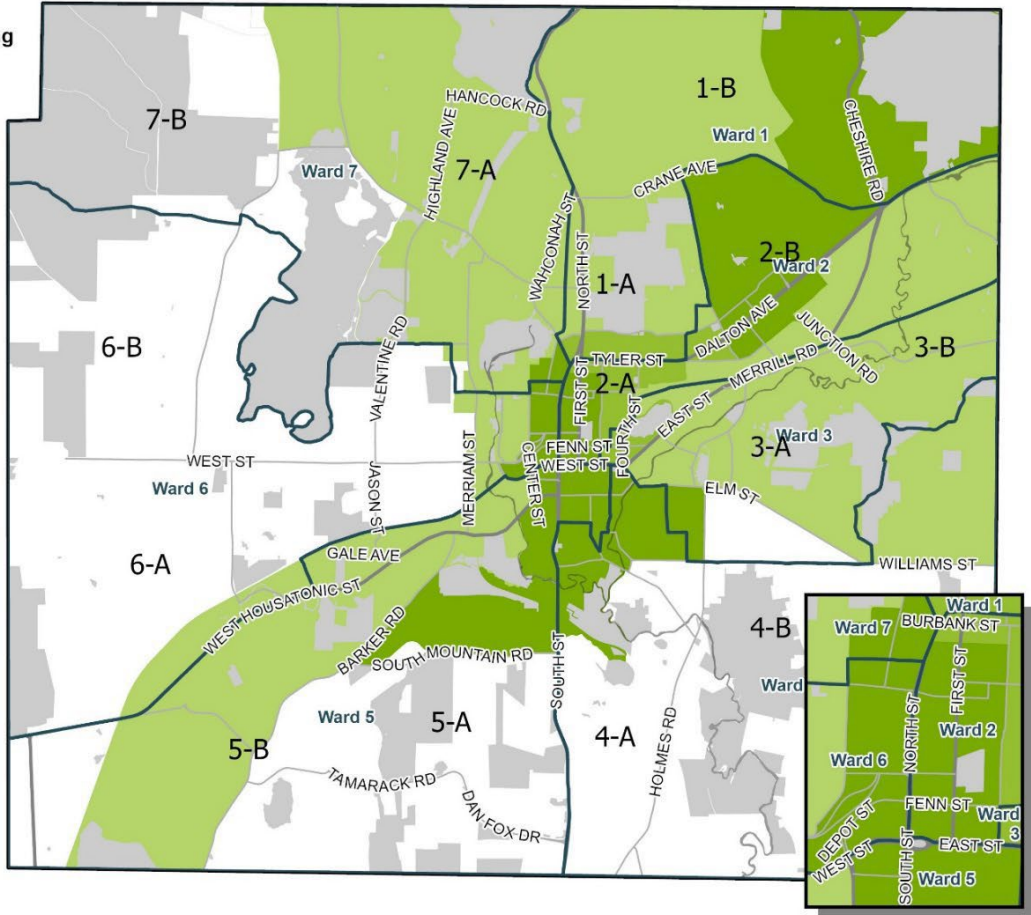 g
7-B
HANCOCK RD
1-B
Ward 1
CHESHIRE RD
Ward 7
HIGHLAND AVE
7-A
CRANE AVE
WAHCONAH ST
NORTH ST
1-A
2-B
Ward 2
DALTON AVE
JUNCTION RD
6-B
VALENTINE RD
TYLER ST
MERRILL RD
3-B
2-A
FIRST ST
FOURTH ST
EAST ST
3-A
Ward 3
WEST ST
MERRIAM ST
CENTER ST
FENN ST
WEST ST
Ward 6
JASON ST
ELM ST
GALE AVE
WILLIAMS ST
6-A
WEST HOUSATONIC ST
BARKER RD
SOUTH MOUNTAIN RD
SOUTH ST
4-B
Ward
Ward 5
5-A
4-A
HOLMES RD
5-B
TAMARACK RD
DAN FOX DR
Ward 1
Ward 7
BURBANK ST
FIRST ST
NORTH ST
Ward 2
Ward 6
FENN ST
Ward
3
DEPOT ST
WEST ST
SOUTH ST
EAST ST
Ward 5